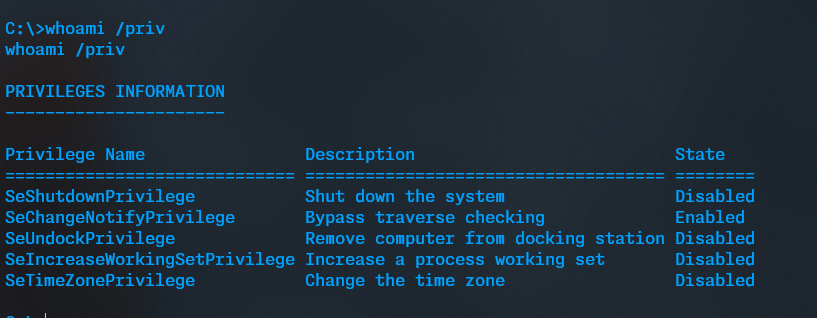 C:\>whoami /priv
whoami /priv
PRIVILEGES INFORMATION
----------------------
Privilege Name                Description                          State
============================= ==================================== ========
SeShutdownPrivilege           Shut down the system                 Disabled
SeChangeNotifyPrivilege       Bypass traverse checking             Enabled
SeUndockPrivilege             Remove computer from docking station Disabled
SeIncreaseWorkingSetPrivilege Increase a process working set       Disabled
SeTimeZonePrivilege           Change the time zone                 Disabled